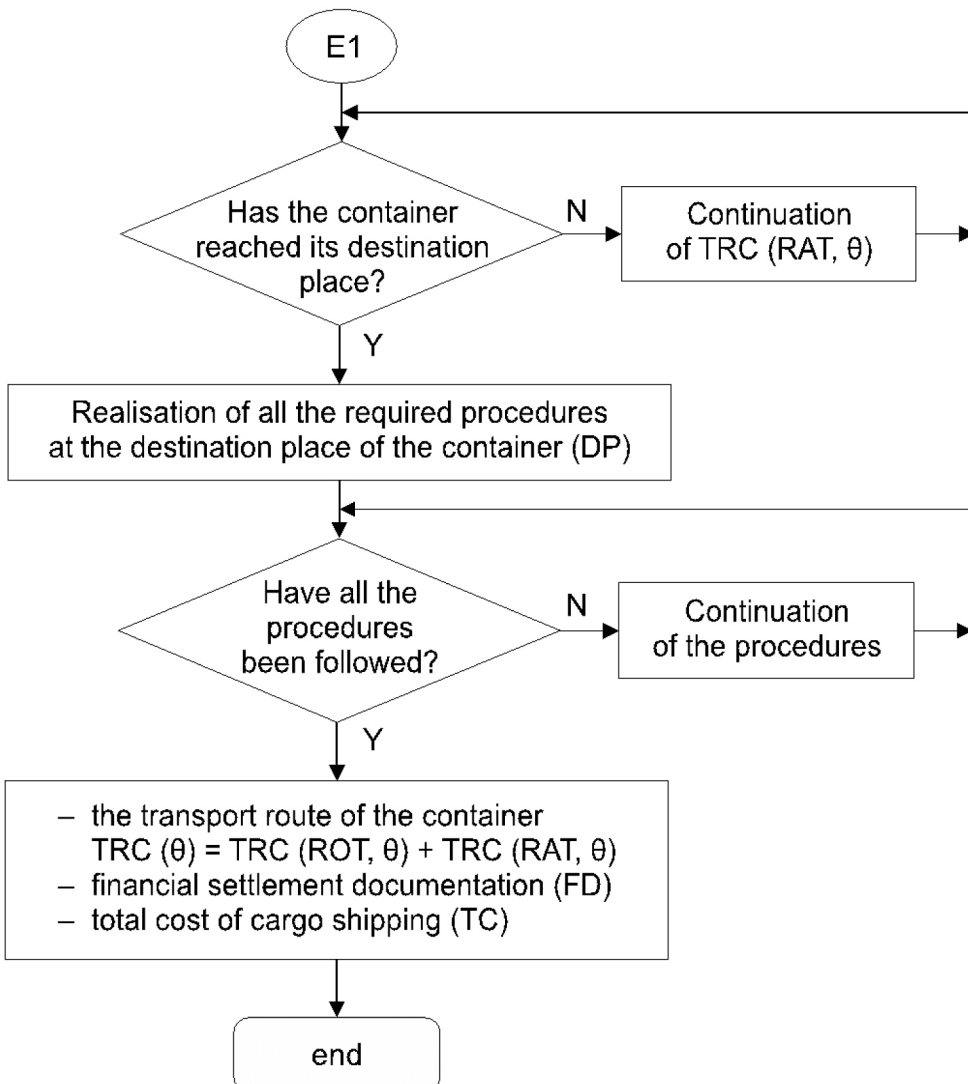 E1
Has the container
reached its destination
place?
N
Continuation
of TRC (RAT, θ)
Y
Realisation of all the required procedures
at the destination place of the container (DP)
Have all the
procedures
been followed?
N
Continuation
of the procedures
Y
– the transport route of the container
TRC (θ) = TRC (ROT, θ) + TRC (RAT, θ)
– financial settlement documentation (FD)
– total cost of cargo shipping (TC)
end